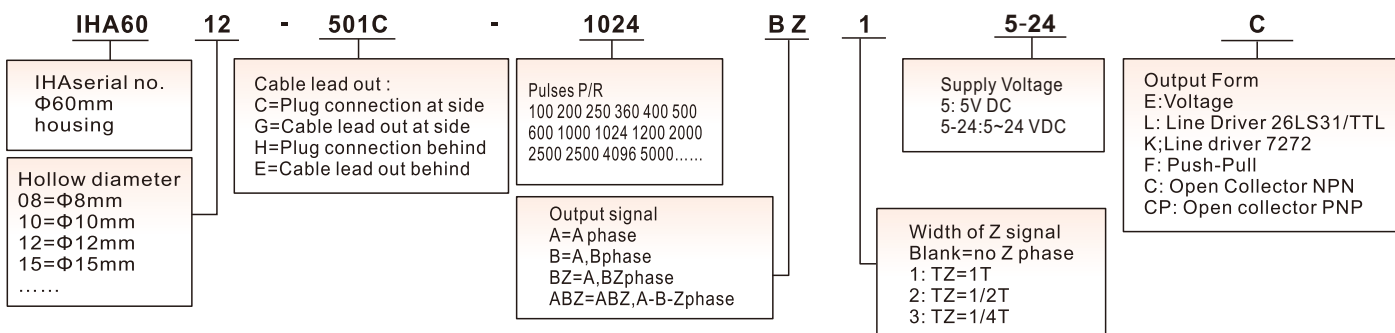 IHA60 12 - 501C - 1024 BZ 1 5-24 C
IHAserial no.
Φ60mm
housing
Hollow diameter
08=Φ8mm
10=Φ10mm
12=Φ12mm
15=Φ15mm
......
Cable lead out :
C=Plug connection at side
G=Cable lead out at side
H=Plug connection behind
E=Cable lead out behind
Pulses P/R
100 200 250 360 400 500
600 1000 1024 1200 2000
2500 2500 4096 5000......
Output signal
A=A phase
B=A,Bphase
BZ=A,BZphase
ABZ=ABZ,A-B-Zphase
Width of Z signal
Blank=no Z phase
1: TZ=1T
2: TZ=1/2T
3: TZ=1/4T
Supply Voltage
5: 5V DC
5-24:5~24 VDC
Output Form
E:Voltage
L: Line Driver 26LS31/TTL
K;Line driver 7272
F: Push-Pull
C: Open Collector NPN
CP: Open collector PNP